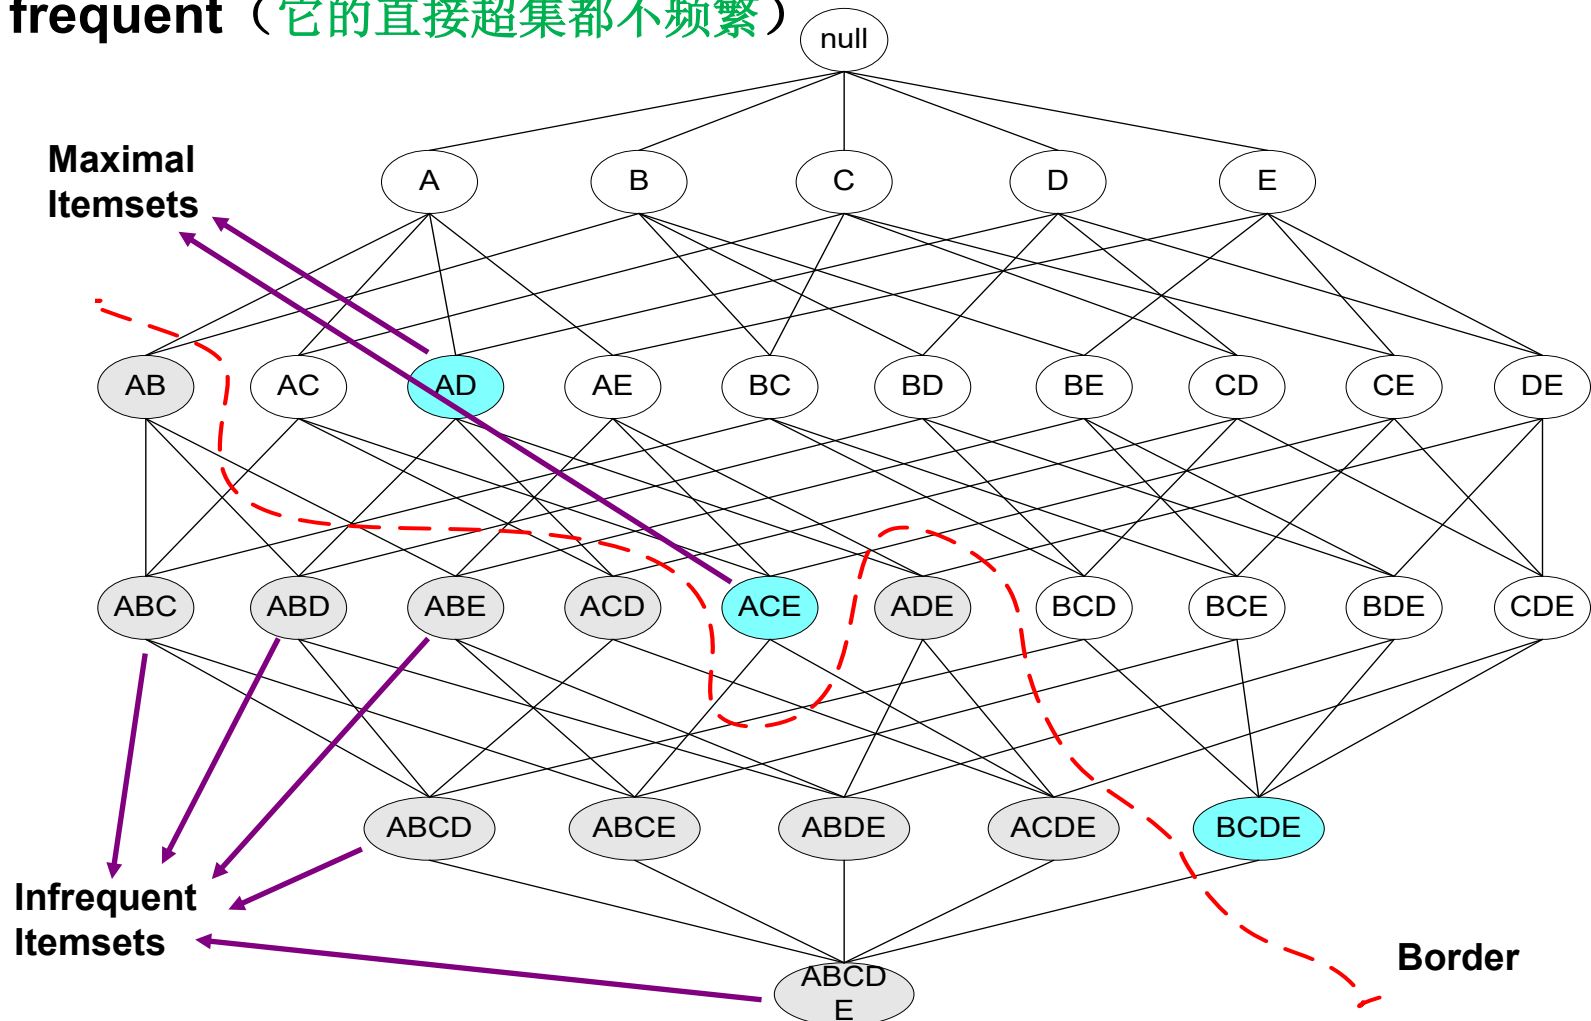 frequent（它的直接超集都不频繁）
null
Maximal
Itemsets
A B C D E
AB AC AD AE BC BD BE CD CE DE
ABC ABD ABE ACD ACE ADE BCD BCE BDE CDE
ABCD ABCE ABDE ACDE BCDE
Infrequent
Itemsets
Border
ABCD
E